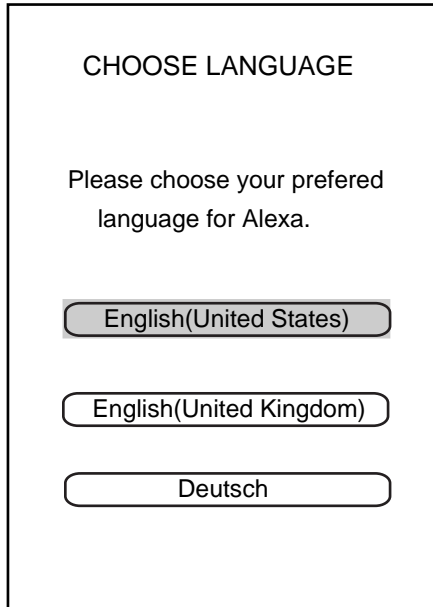 CHOOSE LANGUAGE
Please choose your prefered
language for Alexa.
English(United States)
English(United Kingdom)
Deutsch